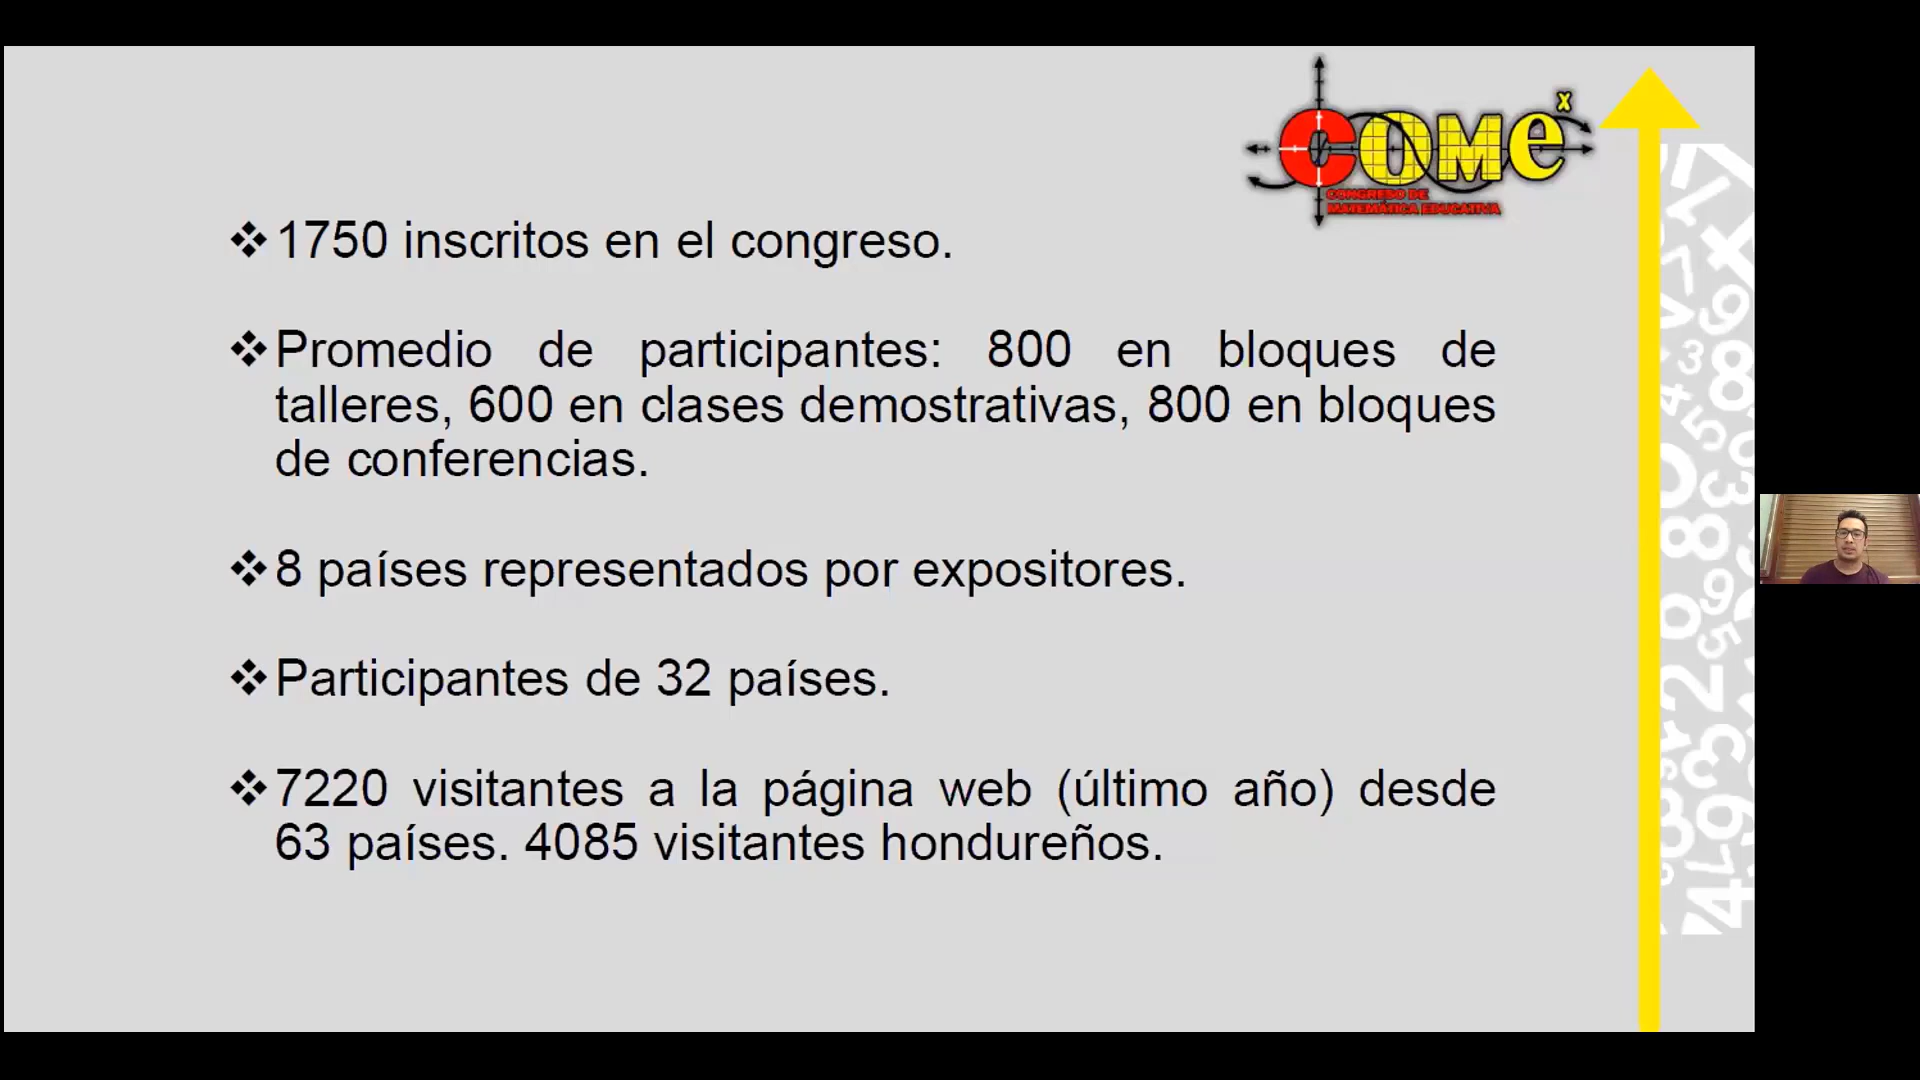 COMe
x
CONGRESO DE
MATEMÁTICA EDUCATIVA
❖1750 inscritos en el congreso.
❖Promedio de participantes: 800 en bloques de
talleres, 600 en clases demostrativas, 800 en bloques
de conferencias.
❖8 países representados por expositores.
❖Participantes de 32 países.
❖7220 visitantes a la página web (último año) desde
63 países. 4085 visitantes hondureños.